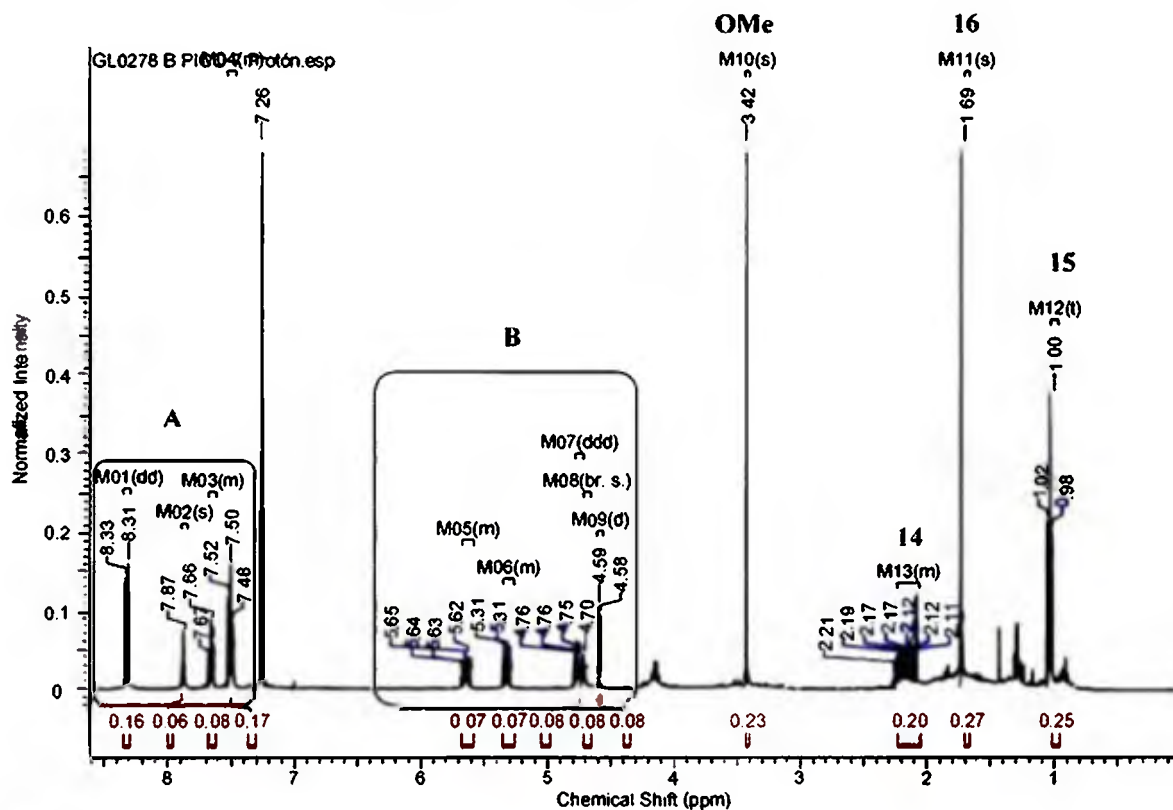 OMe 16
GL0278 B PICO
M04(m)
Protón.esp
M10(s) M11(s)
7.26
3.42
1.69
15
M12(t)
1.00
1.02
0.98
B
A
M07(ddd)
M08(br. s.)
M09(d)
M05(m)
M06(m)
M01(dd) M03(m)
M02(s)
8.33
8.31
7.87
7.66
7.67
7.52
7.50
7.48
5.65
5.64
5.63
5.62
5.31
5.31
4.76
4.76
4.75
4.70
4.59
4.58
14
M13(m)
2.21
2.19
2.17
2.17
2.12
2.12
2.11
0.6
0.5
0.4
0.3
0.2
0.1
0
Normalized Intensity
0.16 0.06 0.08 0.17 0.07 0.07 0.08 0.08 0.08 0.23 0.20 0.27 0.25
8 7 6 5 4 3 2 1
Chemical Shift (ppm)